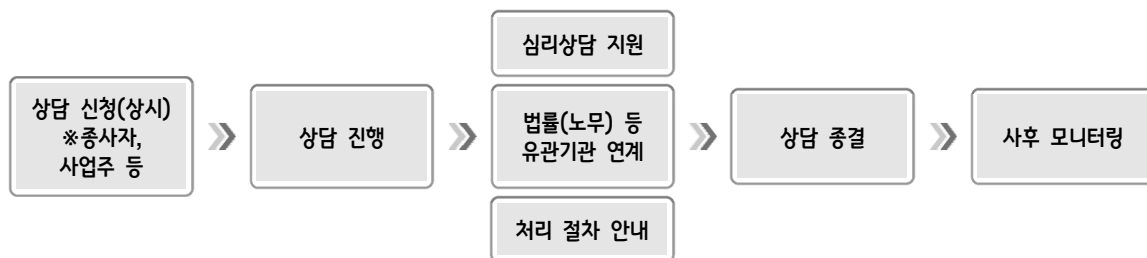 상담 신청(상시)
※종사자,
사업주 등
상담 진행
심리상담 지원
법률(노무) 등
유관기관 연계
처리 절차 안내
상담 종결
사후 모니터링